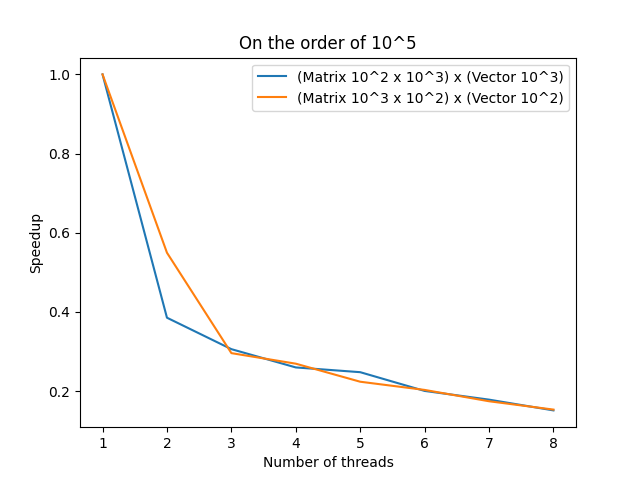 On the order of 10^5
(Matrix 10^2 x 10^3) x (Vector 10^3)
(Matrix 10^3 x 10^2) x (Vector 10^2)
Speedup
1.0
0.8
0.6
0.4
0.2
1 2 3 4 5 6 7 8
Number of threads